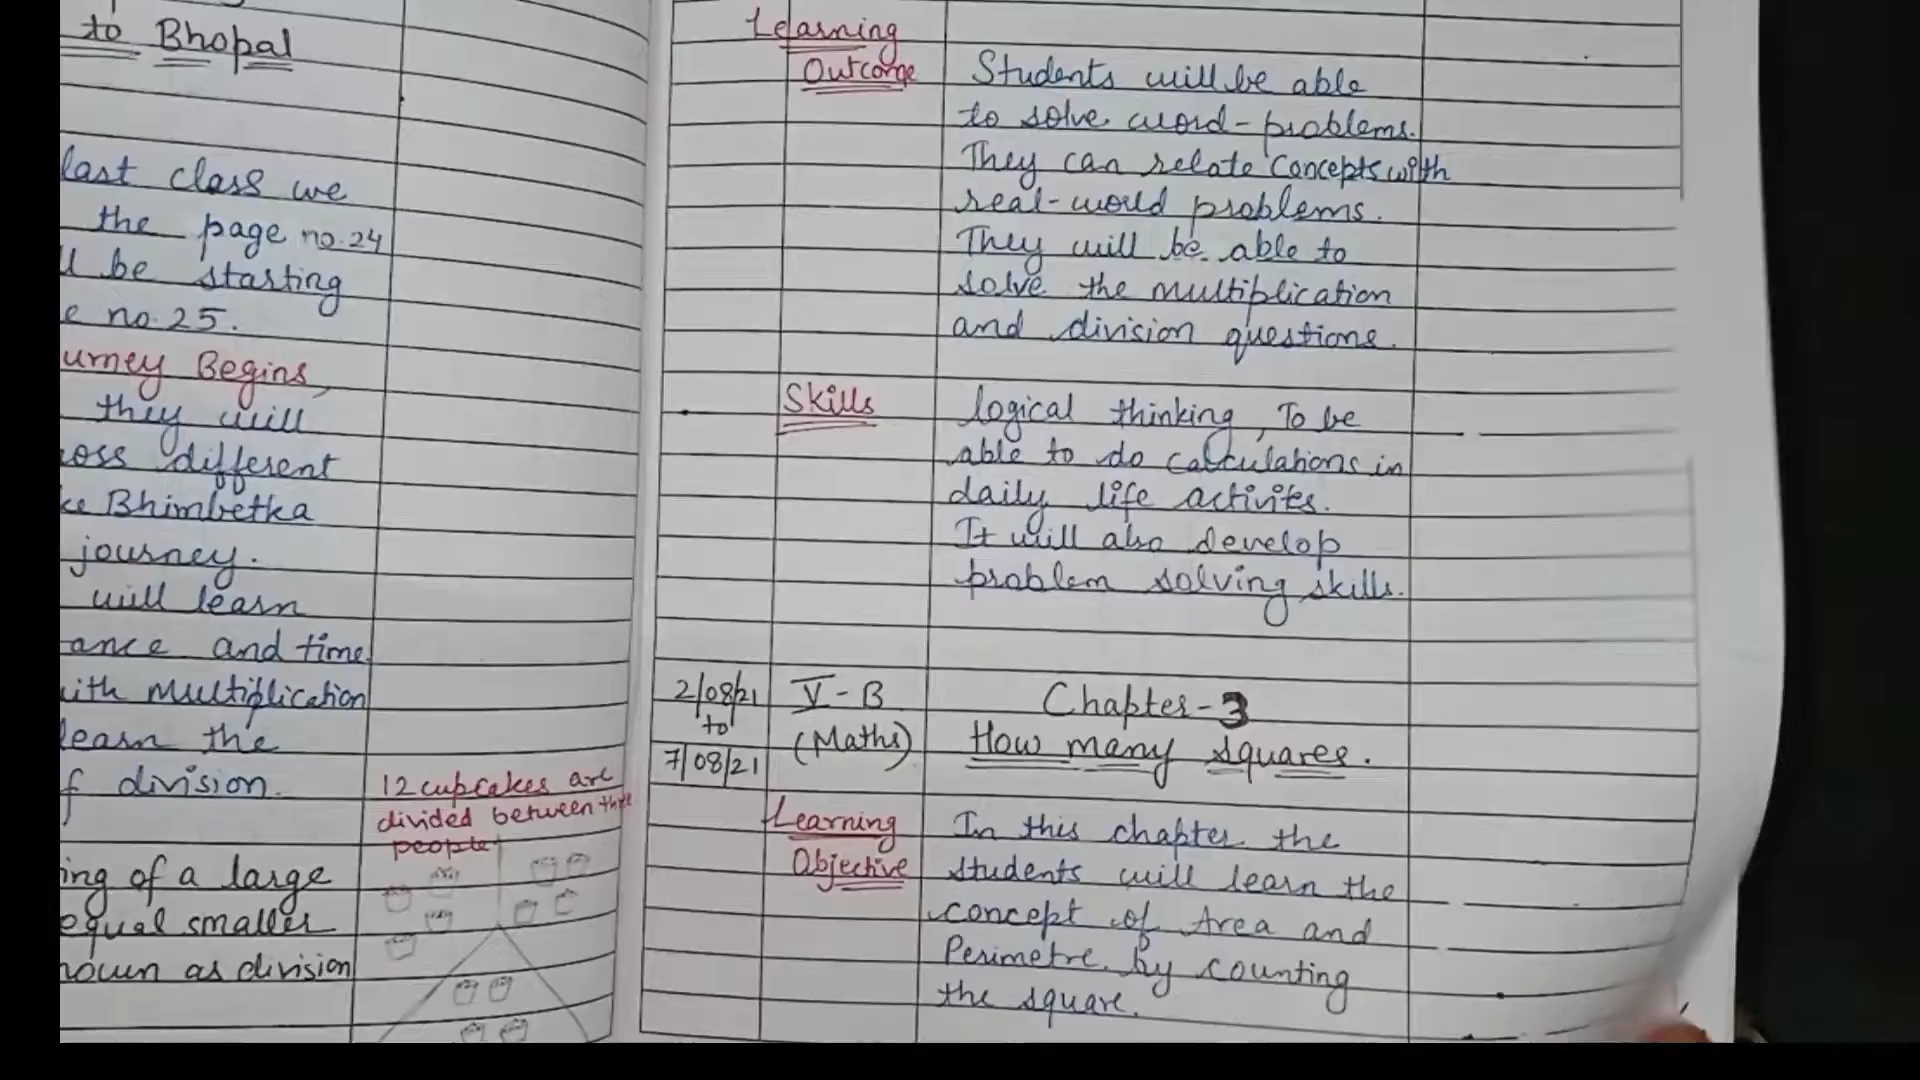 to Bhopal
last class we
the page no.24
be starting
no.25.
Begins,
they will
different
Bhimbetka
journey.
will learn
and time.
with multiplication
learn the
division.
12 cupcakes are
divided between three
people
of a large
equal smaller
as division
Learning
Outcome
Students will be able
to solve word-problems.
They can relate Concepts with
real-world problems.
They will be able to
solve the multiplication
and division questions.
Skills
logical thinking, To be
able to do calculations in
daily life activites.
It will also develop
problem solving skills.
2/08/21
to
7/08/21
V-B
(Maths)
Chapter-3
How many squares.
Learning
Objective
In this chapter the
students will learn the
concept of Area and
Perimetre by counting
the square.